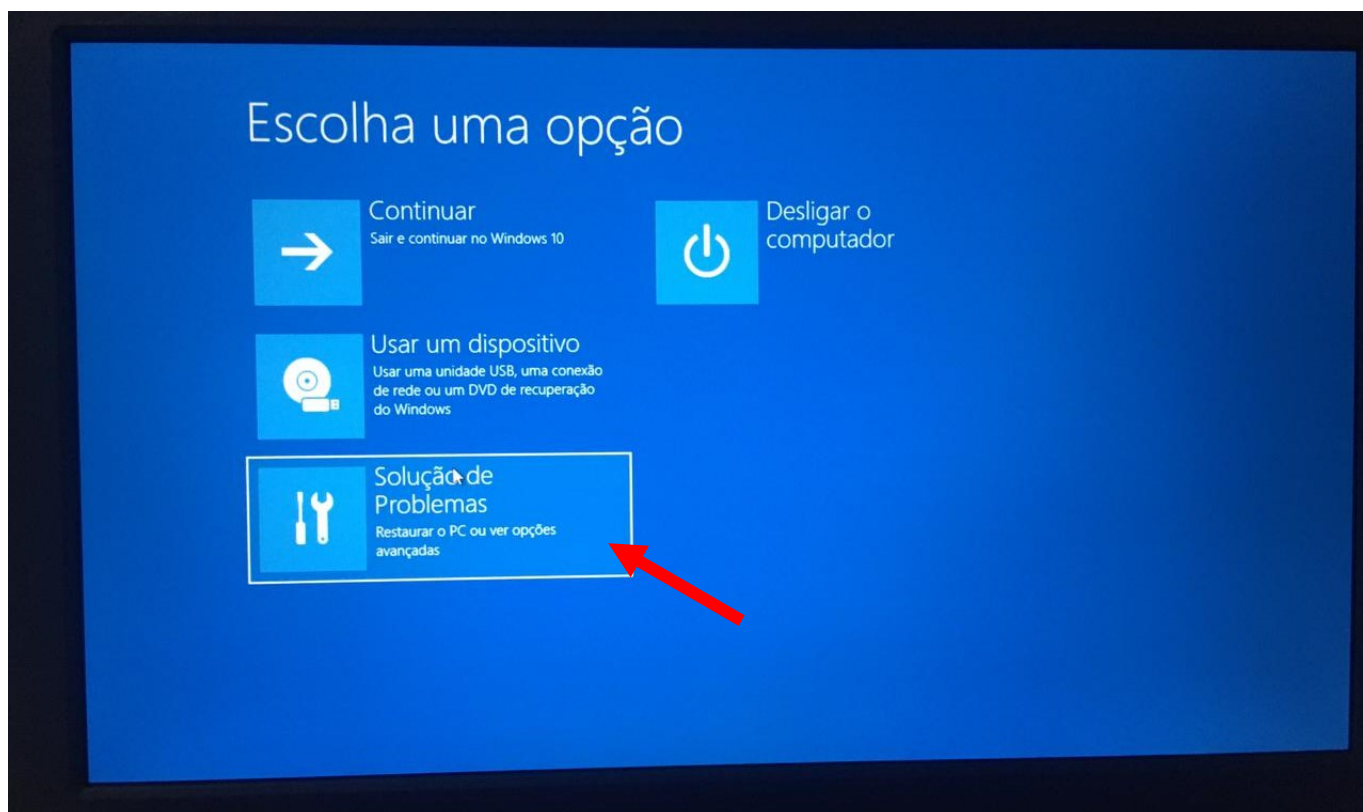 Escolha uma opção
Continuar
Sair e continuar no Windows 10
Desligar o
computador
Usar um dispositivo
Usar uma unidade USB, uma conexão
de rede ou um DVD de recuperação
do Windows
Solução de
Problemas
Restaurar o PC ou ver opções
avançadas